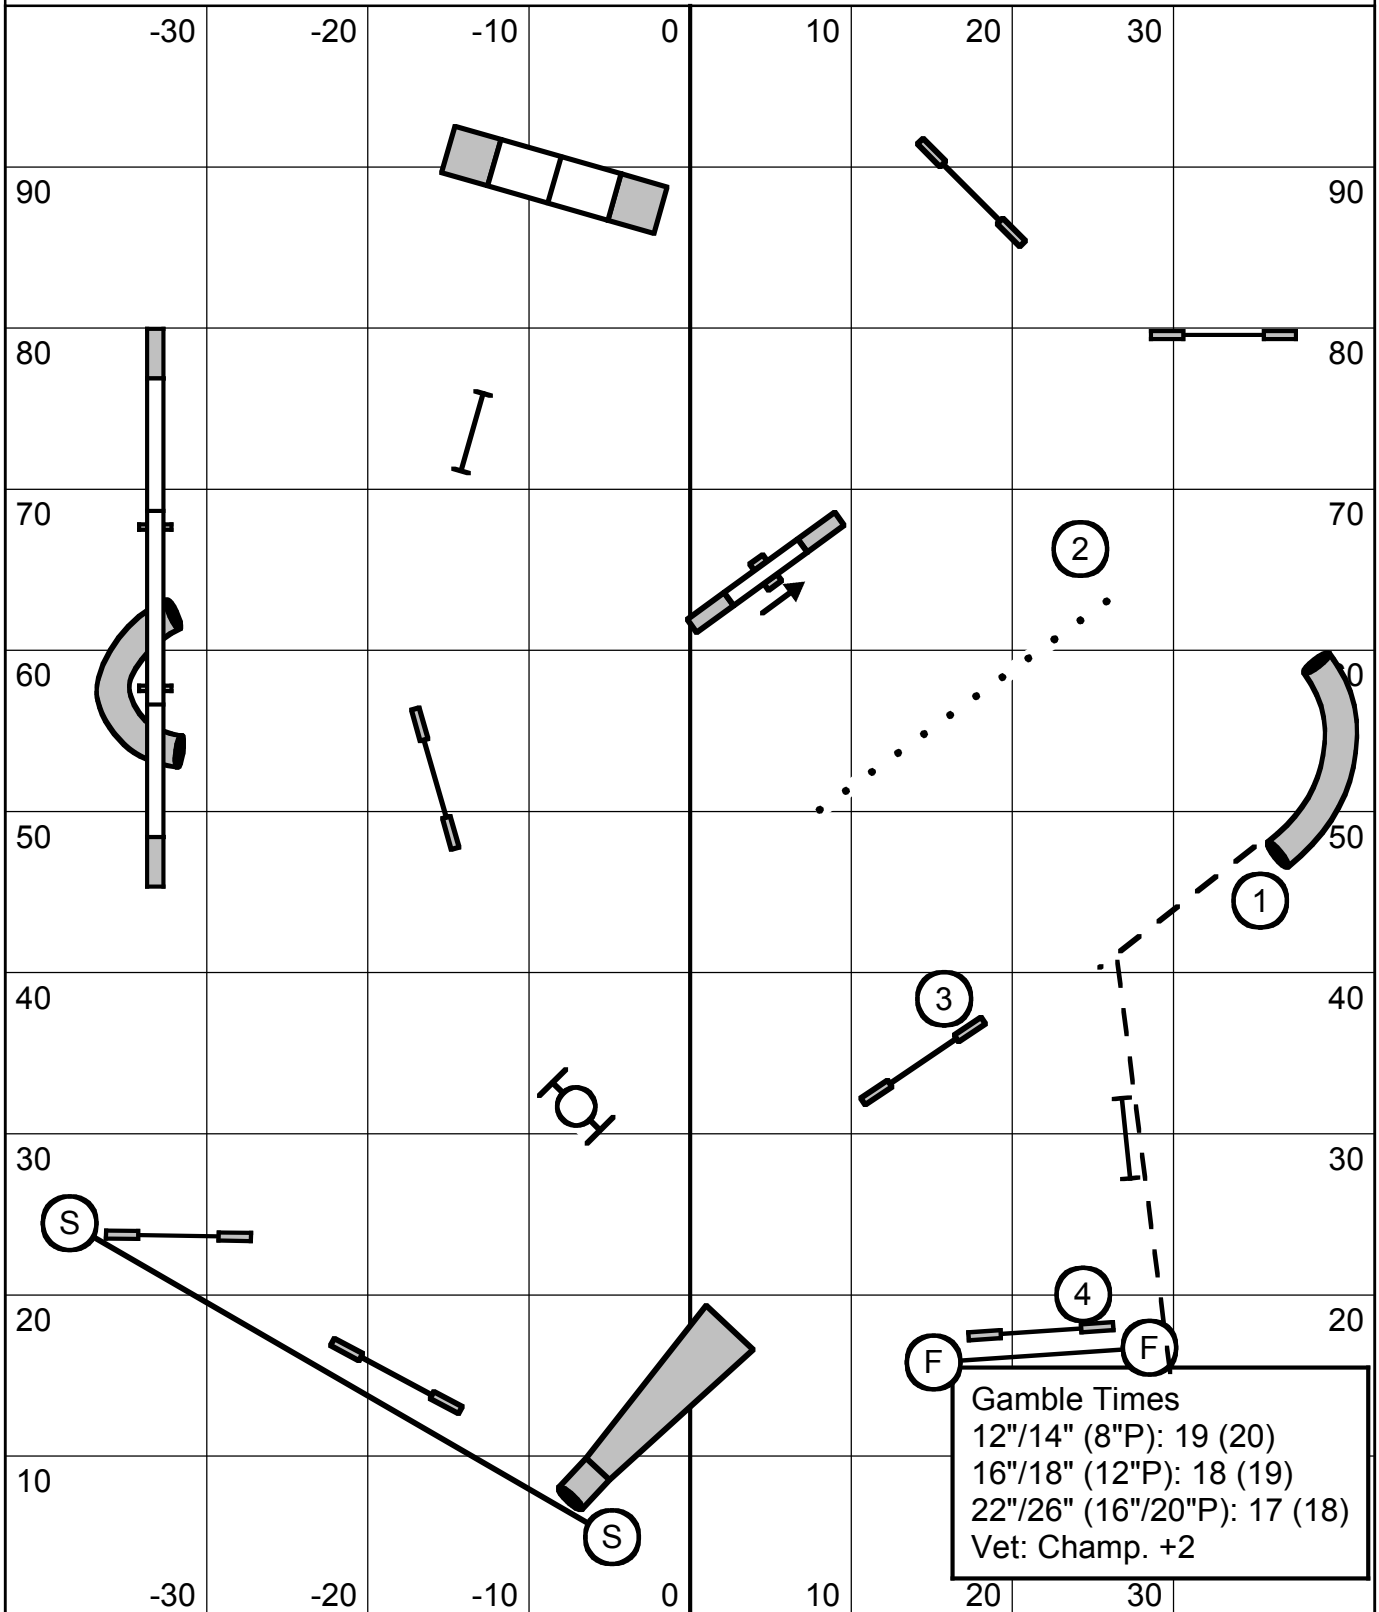 -30 -20 -10 0 10 20 30
90 90
80 80
70 70
2
60 60
50 50
1
40 40
3
30 30
S
4
20 20
F F
Gamble Times
12"/14" (8"P): 19 (20)
16"/18" (12"P): 18 (19)
22"/26" (16"/20"P): 17 (18)
Vet: Champ. +2
10
S
-30 -20 -10 0 10 20 30